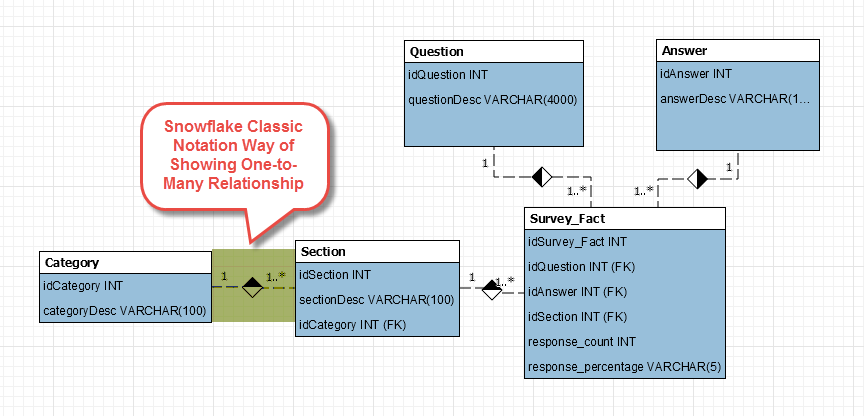 Question
idQuestion INT
questionDesc VARCHAR(4000)
Answer
idAnswer INT
answerDesc VARCHAR(1...
Snowflake Classic
Notation Way of
Showing One-to-
Many Relationship
1
1..*
1
1..*
Category
idCategory INT
categoryDesc VARCHAR(100)
1
1..*
Section
idSection INT
sectionDesc VARCHAR(100)
idCategory INT (FK)
1
1..*
Survey_Fact
idSurvey_Fact INT
idQuestion INT (FK)
idAnswer INT (FK)
idSection INT (FK)
response_count INT
response_percentage VARCHAR(5)